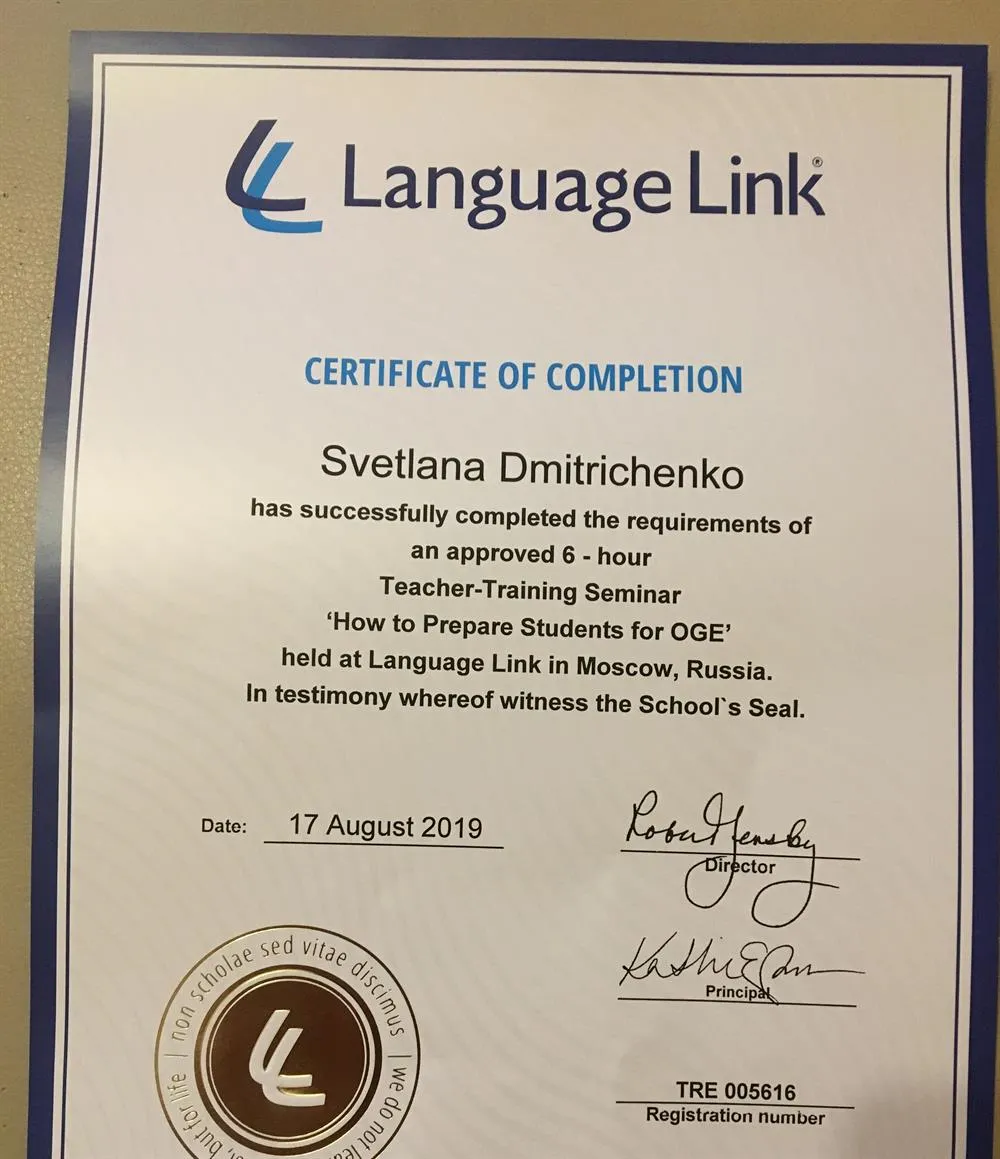 Language Link®
CERTIFICATE OF COMPLETION
Svetlana Dmitrichenko
has successfully completed the requirements of
an approved 6 - hour
Teacher-Training Seminar
‘How to Prepare Students for OGE’
held at Language Link in Moscow, Russia.
In testimony whereof witness the School`s Seal.
Date: 17 August 2019
Director
Principal
non scholae sed vitae discimus | we do not
but for life |
TRE 005616
Registration number